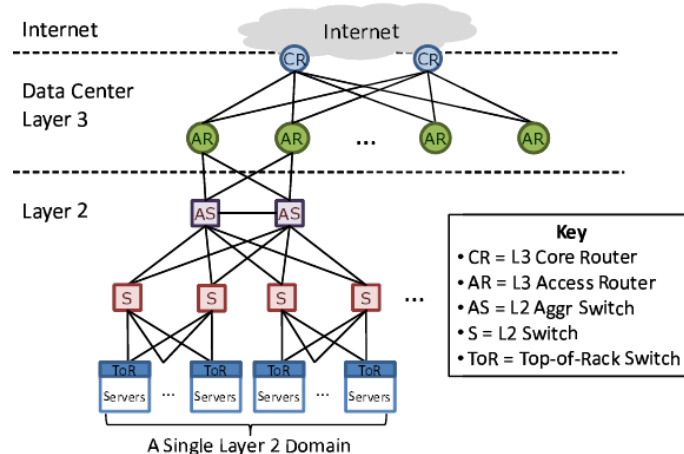 Internet
Internet
CR CR
Data Center
Layer 3
AR AR ... AR AR
Layer 2
AS AS
S S S S ...
ToR ToR ToR ToR
Servers ... Servers Servers ... Servers
A Single Layer 2 Domain
Key
• CR = L3 Core Router
• AR = L3 Access Router
• AS = L2 Aggr Switch
• S = L2 Switch
• ToR = Top-of-Rack Switch